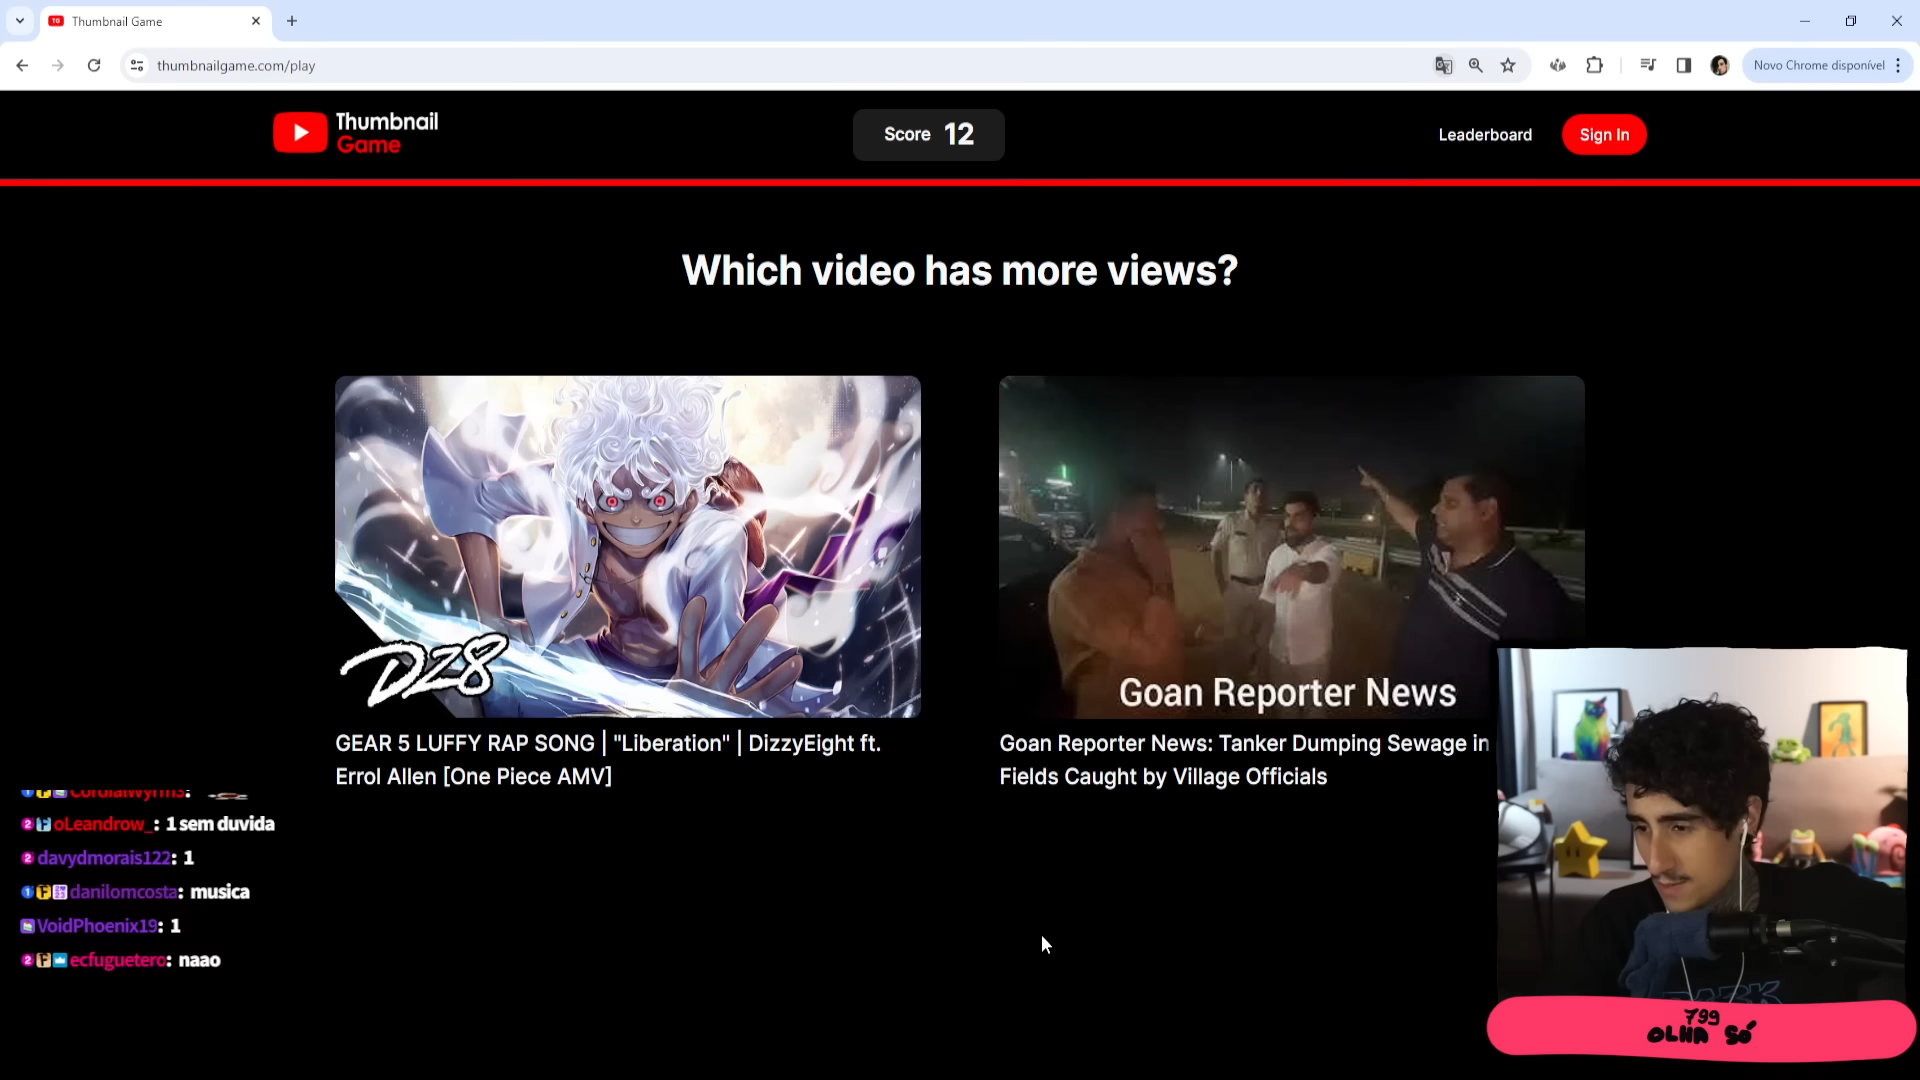 Thumbnail Game
thumbnailgame.com/play
Novo Chrome disponível
Thumbnail
Game
Score 12
Leaderboard
Sign In
Which video has more views?
DZ8
Goan Reporter News
GEAR 5 LUFFY RAP SONG | "Liberation" | DizzyEight ft.
Errol Allen [One Piece AMV]
Goan Reporter News: Tanker Dumping Sewage in
Fields Caught by Village Officials
CordialWyrm3:
oLeandrow_: 1 sem duvida
davydmorais122: 1
danilomcosta: musica
VoidPhoenix19: 1
ecfuguetero: naao
799
OLHA SÓ